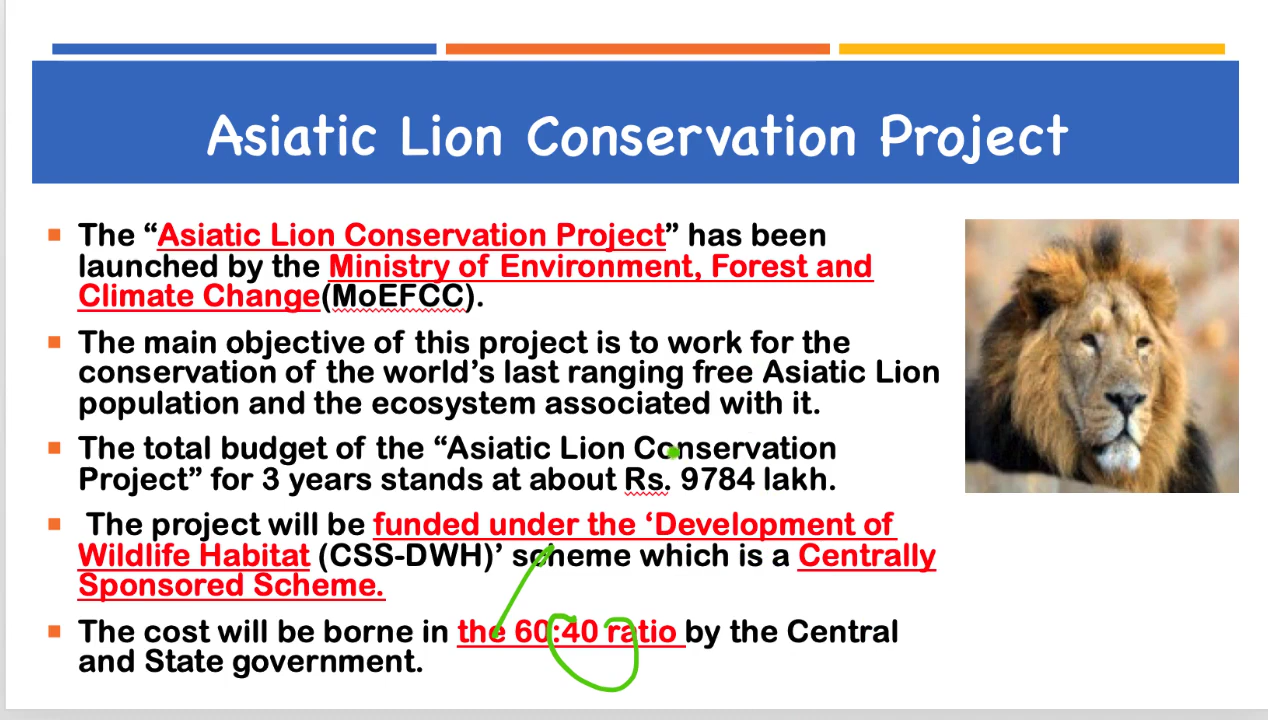 Asiatic Lion Conservation Project
The “Asiatic Lion Conservation Project” has been
launched by the Ministry of Environment, Forest and
Climate Change(MoEFCC).
The main objective of this project is to work for the
conservation of the world’s last ranging free Asiatic Lion
population and the ecosystem associated with it.
The total budget of the “Asiatic Lion Conservation
Project” for 3 years stands at about Rs. 9784 lakh.
The project will be funded under the ‘Development of
Wildlife Habitat (CSS-DWH)’ scheme which is a Centrally
Sponsored Scheme.
The cost will be borne in the 60:40 ratio by the Central
and State government.